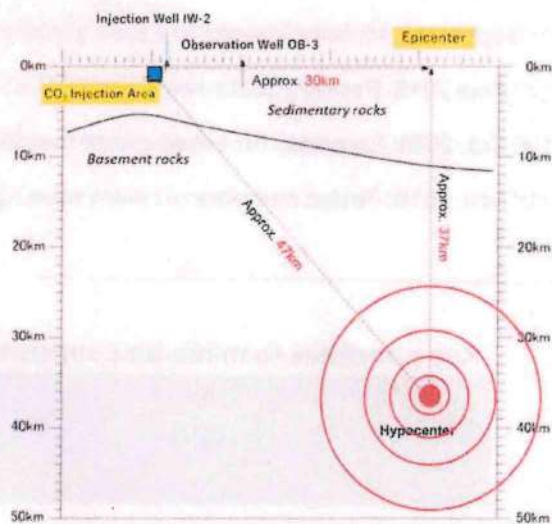 Injection Well IW-2
Observation Well OB-3
Epicenter
0km
0km
Approx. 30km
CO₂ Injection Area
Sedimentary rocks
10km
Basement rocks
10km
Approx. 47km
Approx. 37km
20km
20km
30km
30km
40km
Hypocenter
40km
50km
50km